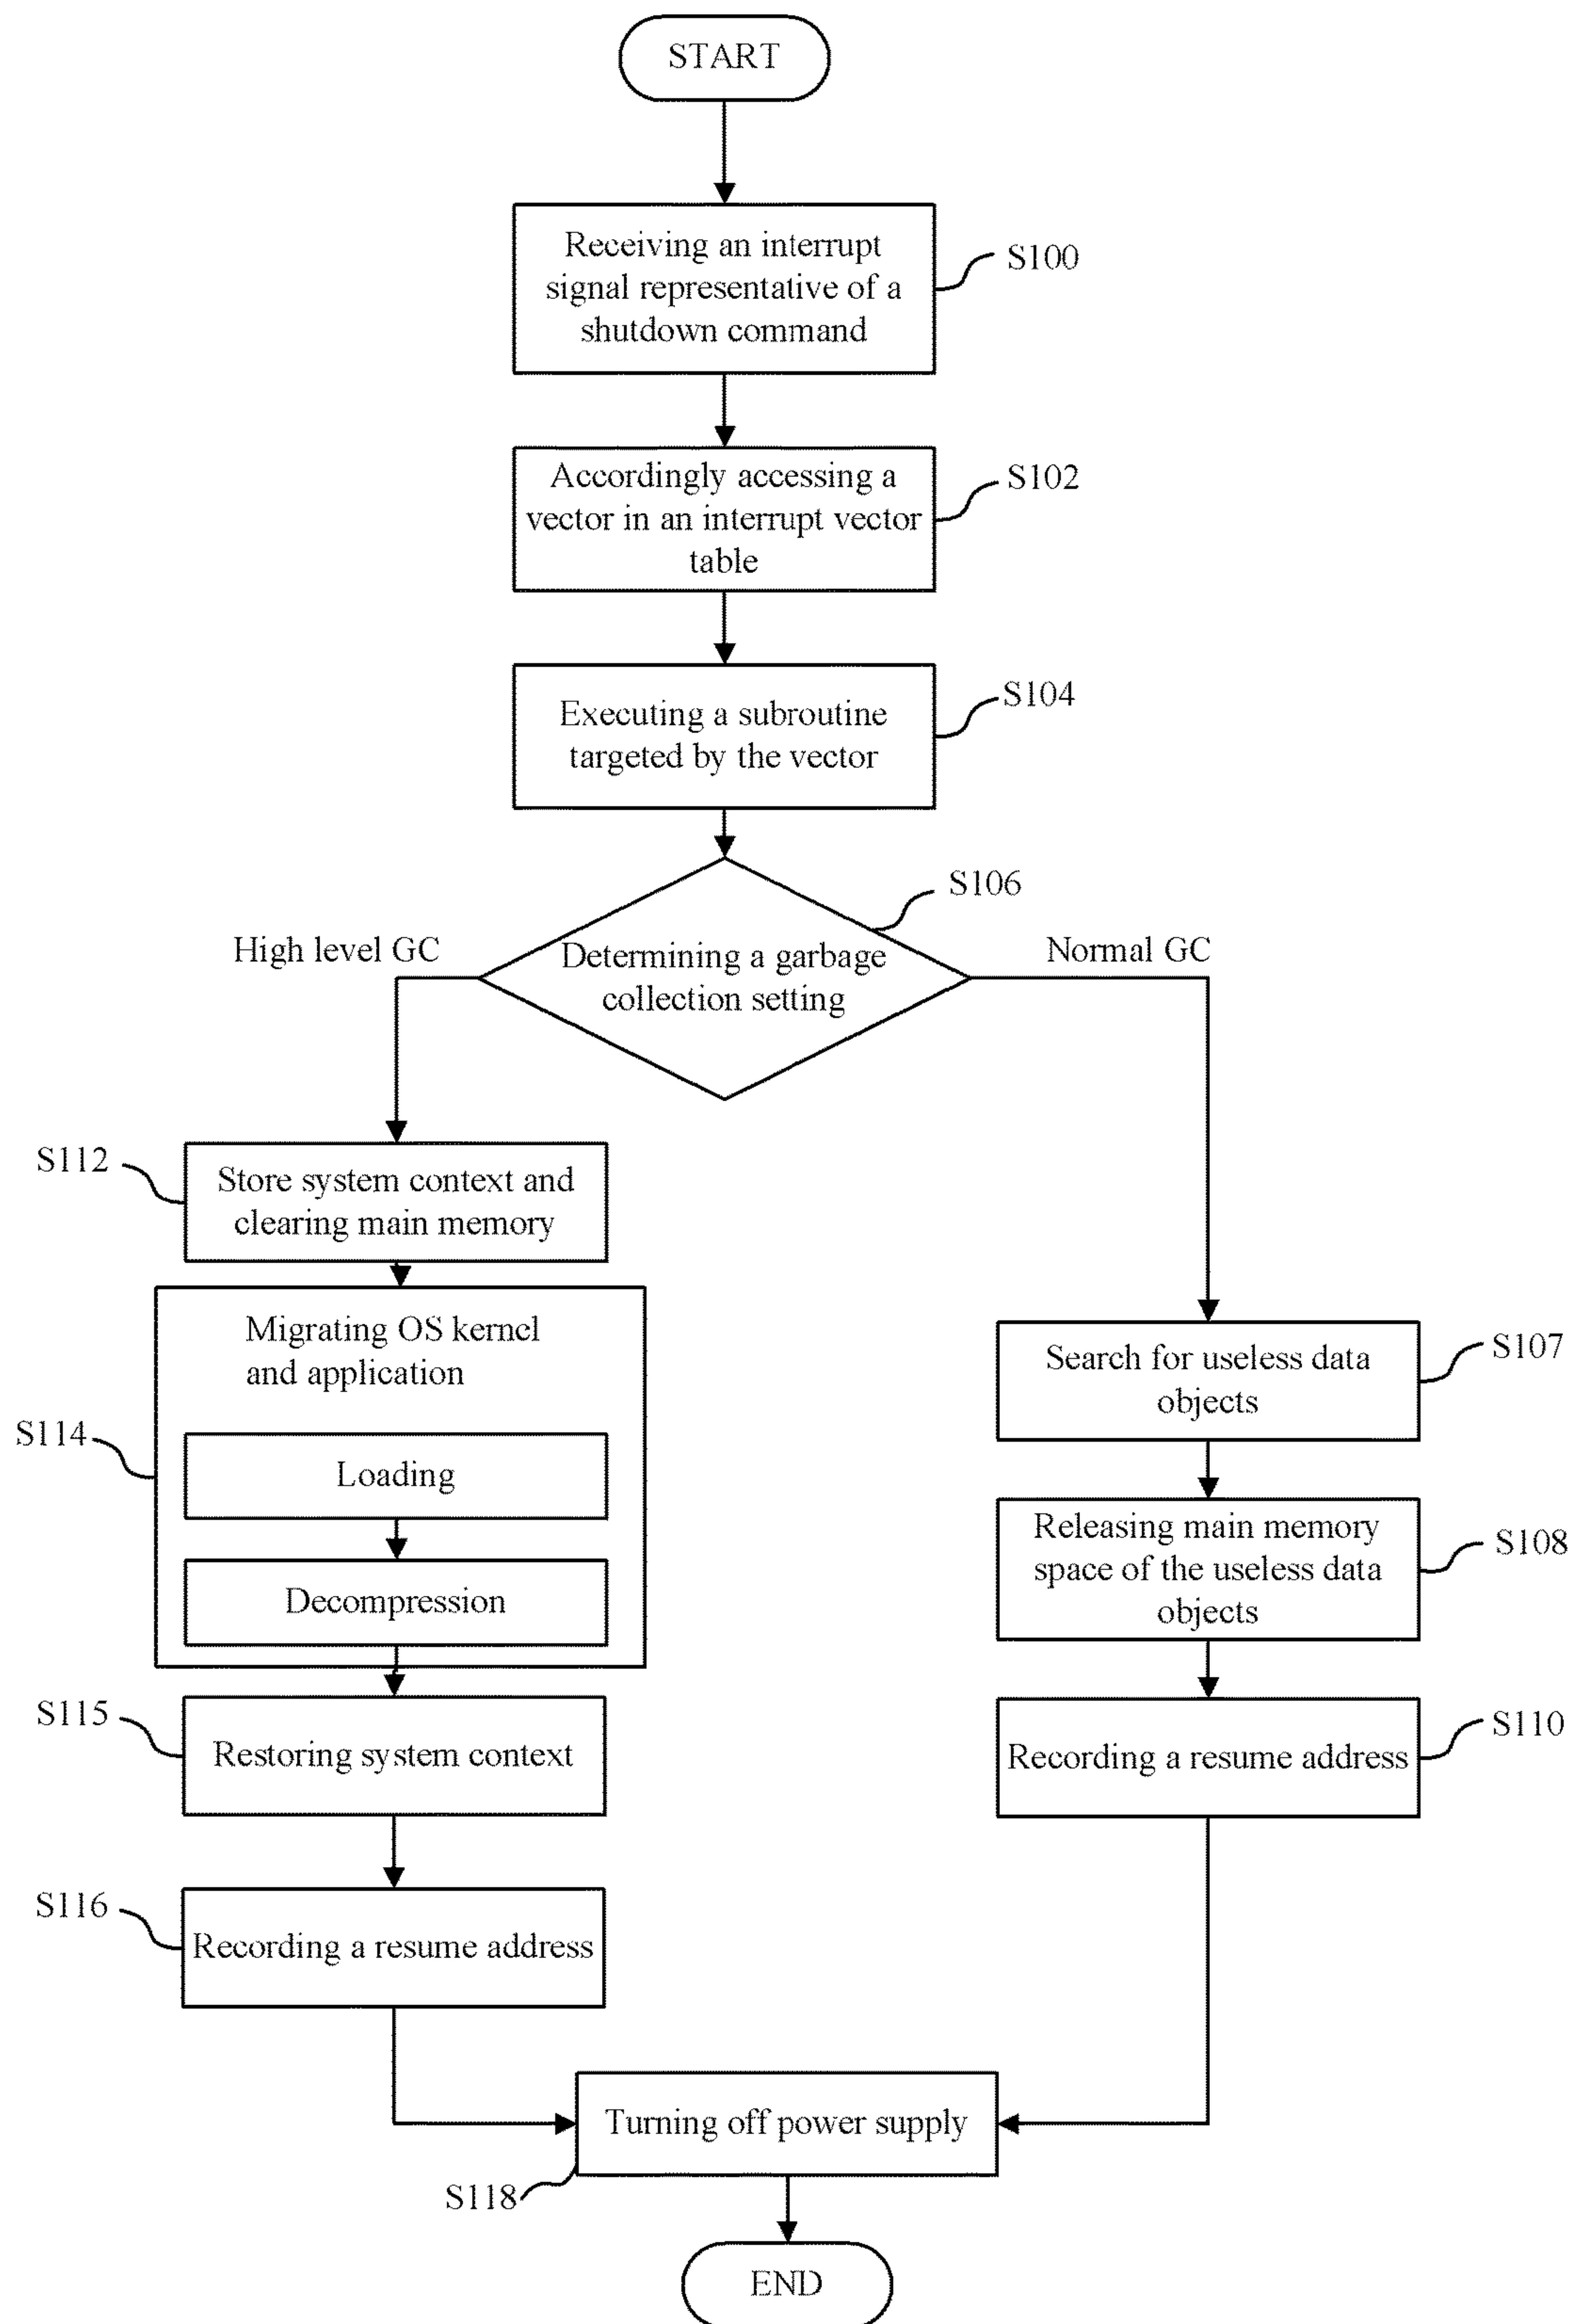 START
Receiving an interrupt
signal representative of a
shutdown command
S100
Accordingly accessing a
vector in an interrupt vector
table
S102
Executing a subroutine
targeted by the vector
S104
S106
High level GC
Determining a garbage
collection setting
Normal GC
S112
Store system context and
clearing main memory
Migrating OS kernel
and application
S114
Loading
Decompression
S115
Restoring system context
S116
Recording a resume address
Search for useless data
objects
S107
Releasing main memory
space of the useless data
objects
S108
Recording a resume address
S110
Turning off power supply
S118
END